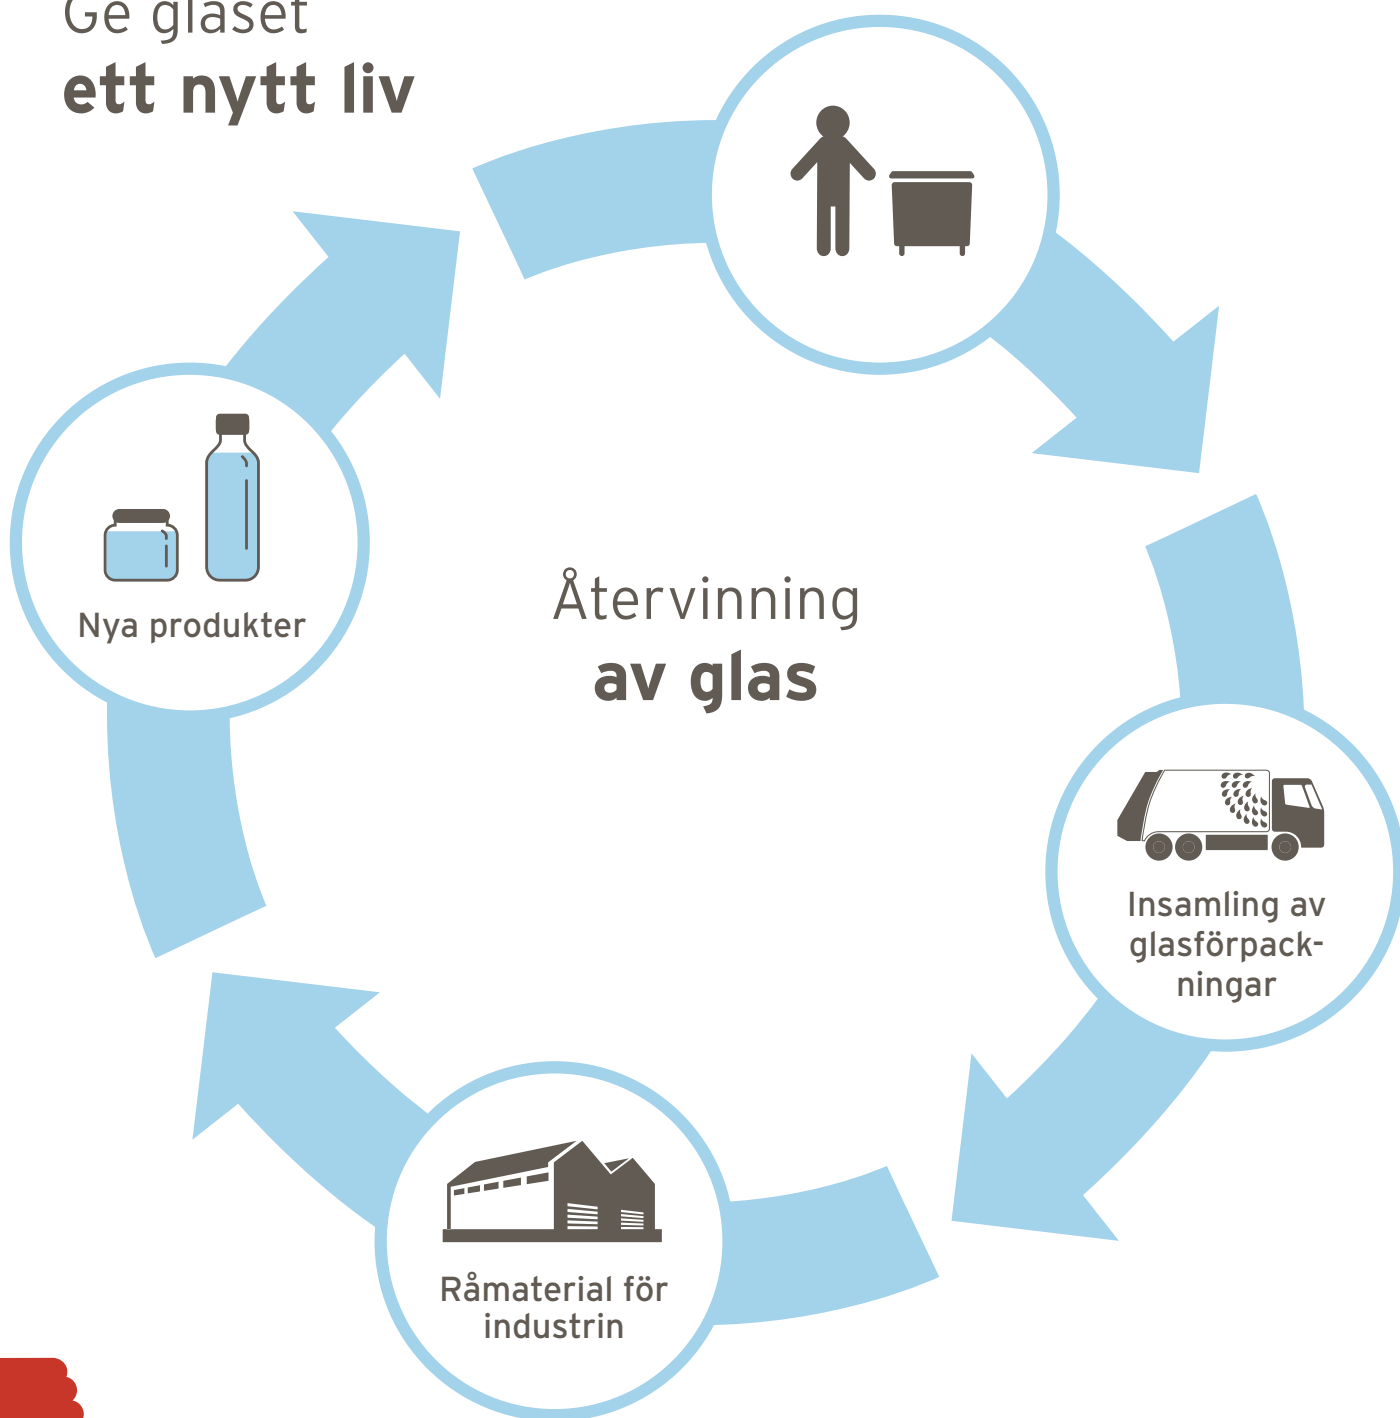 Ge glaset
ett nytt liv
Nya produkter
Återvinning
av glas
Insamling av
glasförpack-
ningar
Råmaterial för
industrin